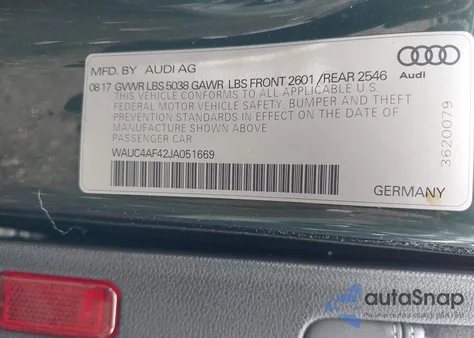 MFD. BY AUDI AG
Audi
08 17 GVWR LBS 5038 GAWR LBS FRONT 2601 /REAR 2546
THIS VEHICLE CONFORMS TO ALL APPLICABLE U.S.
FEDERAL MOTOR VEHICLE SAFETY, BUMPER AND THEFT
PREVENTION STANDARDS IN EFFECT ON THE DATE OF
MANUFACTURE SHOWN ABOVE
PASSENGER CAR
WAUC4AF42JA051669
3620079
GERMANY
autoSnap